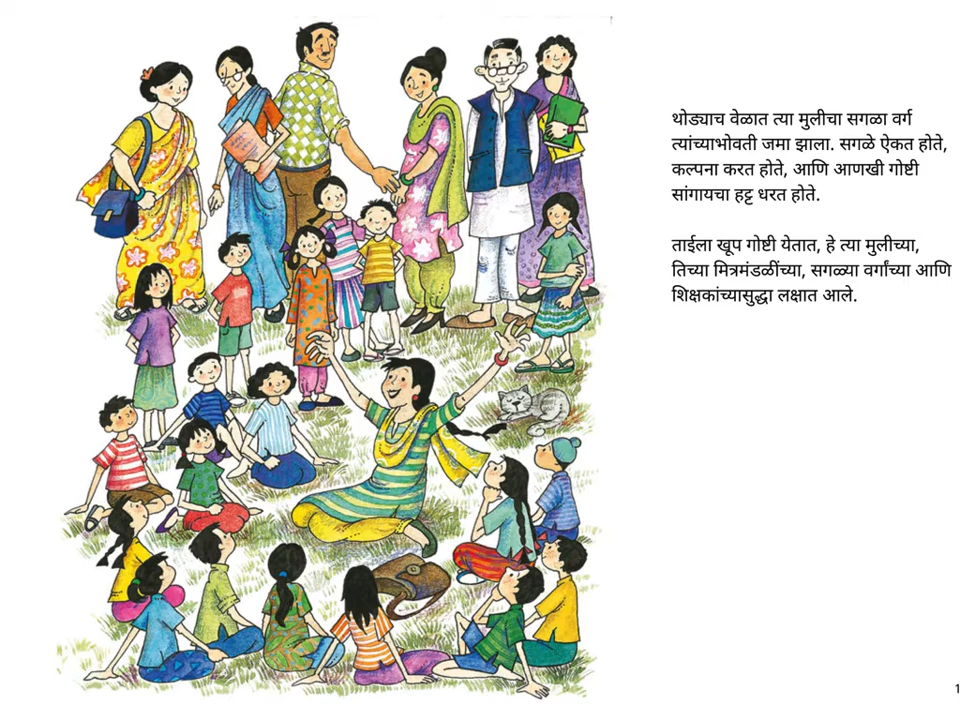 थोड्याच वेळात त्या मुलीचा सगळा वर्ग
त्यांच्याभोवती जमा झाला. सगळे ऐकत होते,
कल्पना करत होते, आणि आणखी गोष्टी
सांगायचा हट्ट धरत होते.
ताईला खूप गोष्टी येतात, हे त्या मुलीच्या,
तिच्या मित्रमंडळींच्या, सगळ्या वर्गांच्या आणि
शिक्षकांच्यासुद्धा लक्षात आले.
1